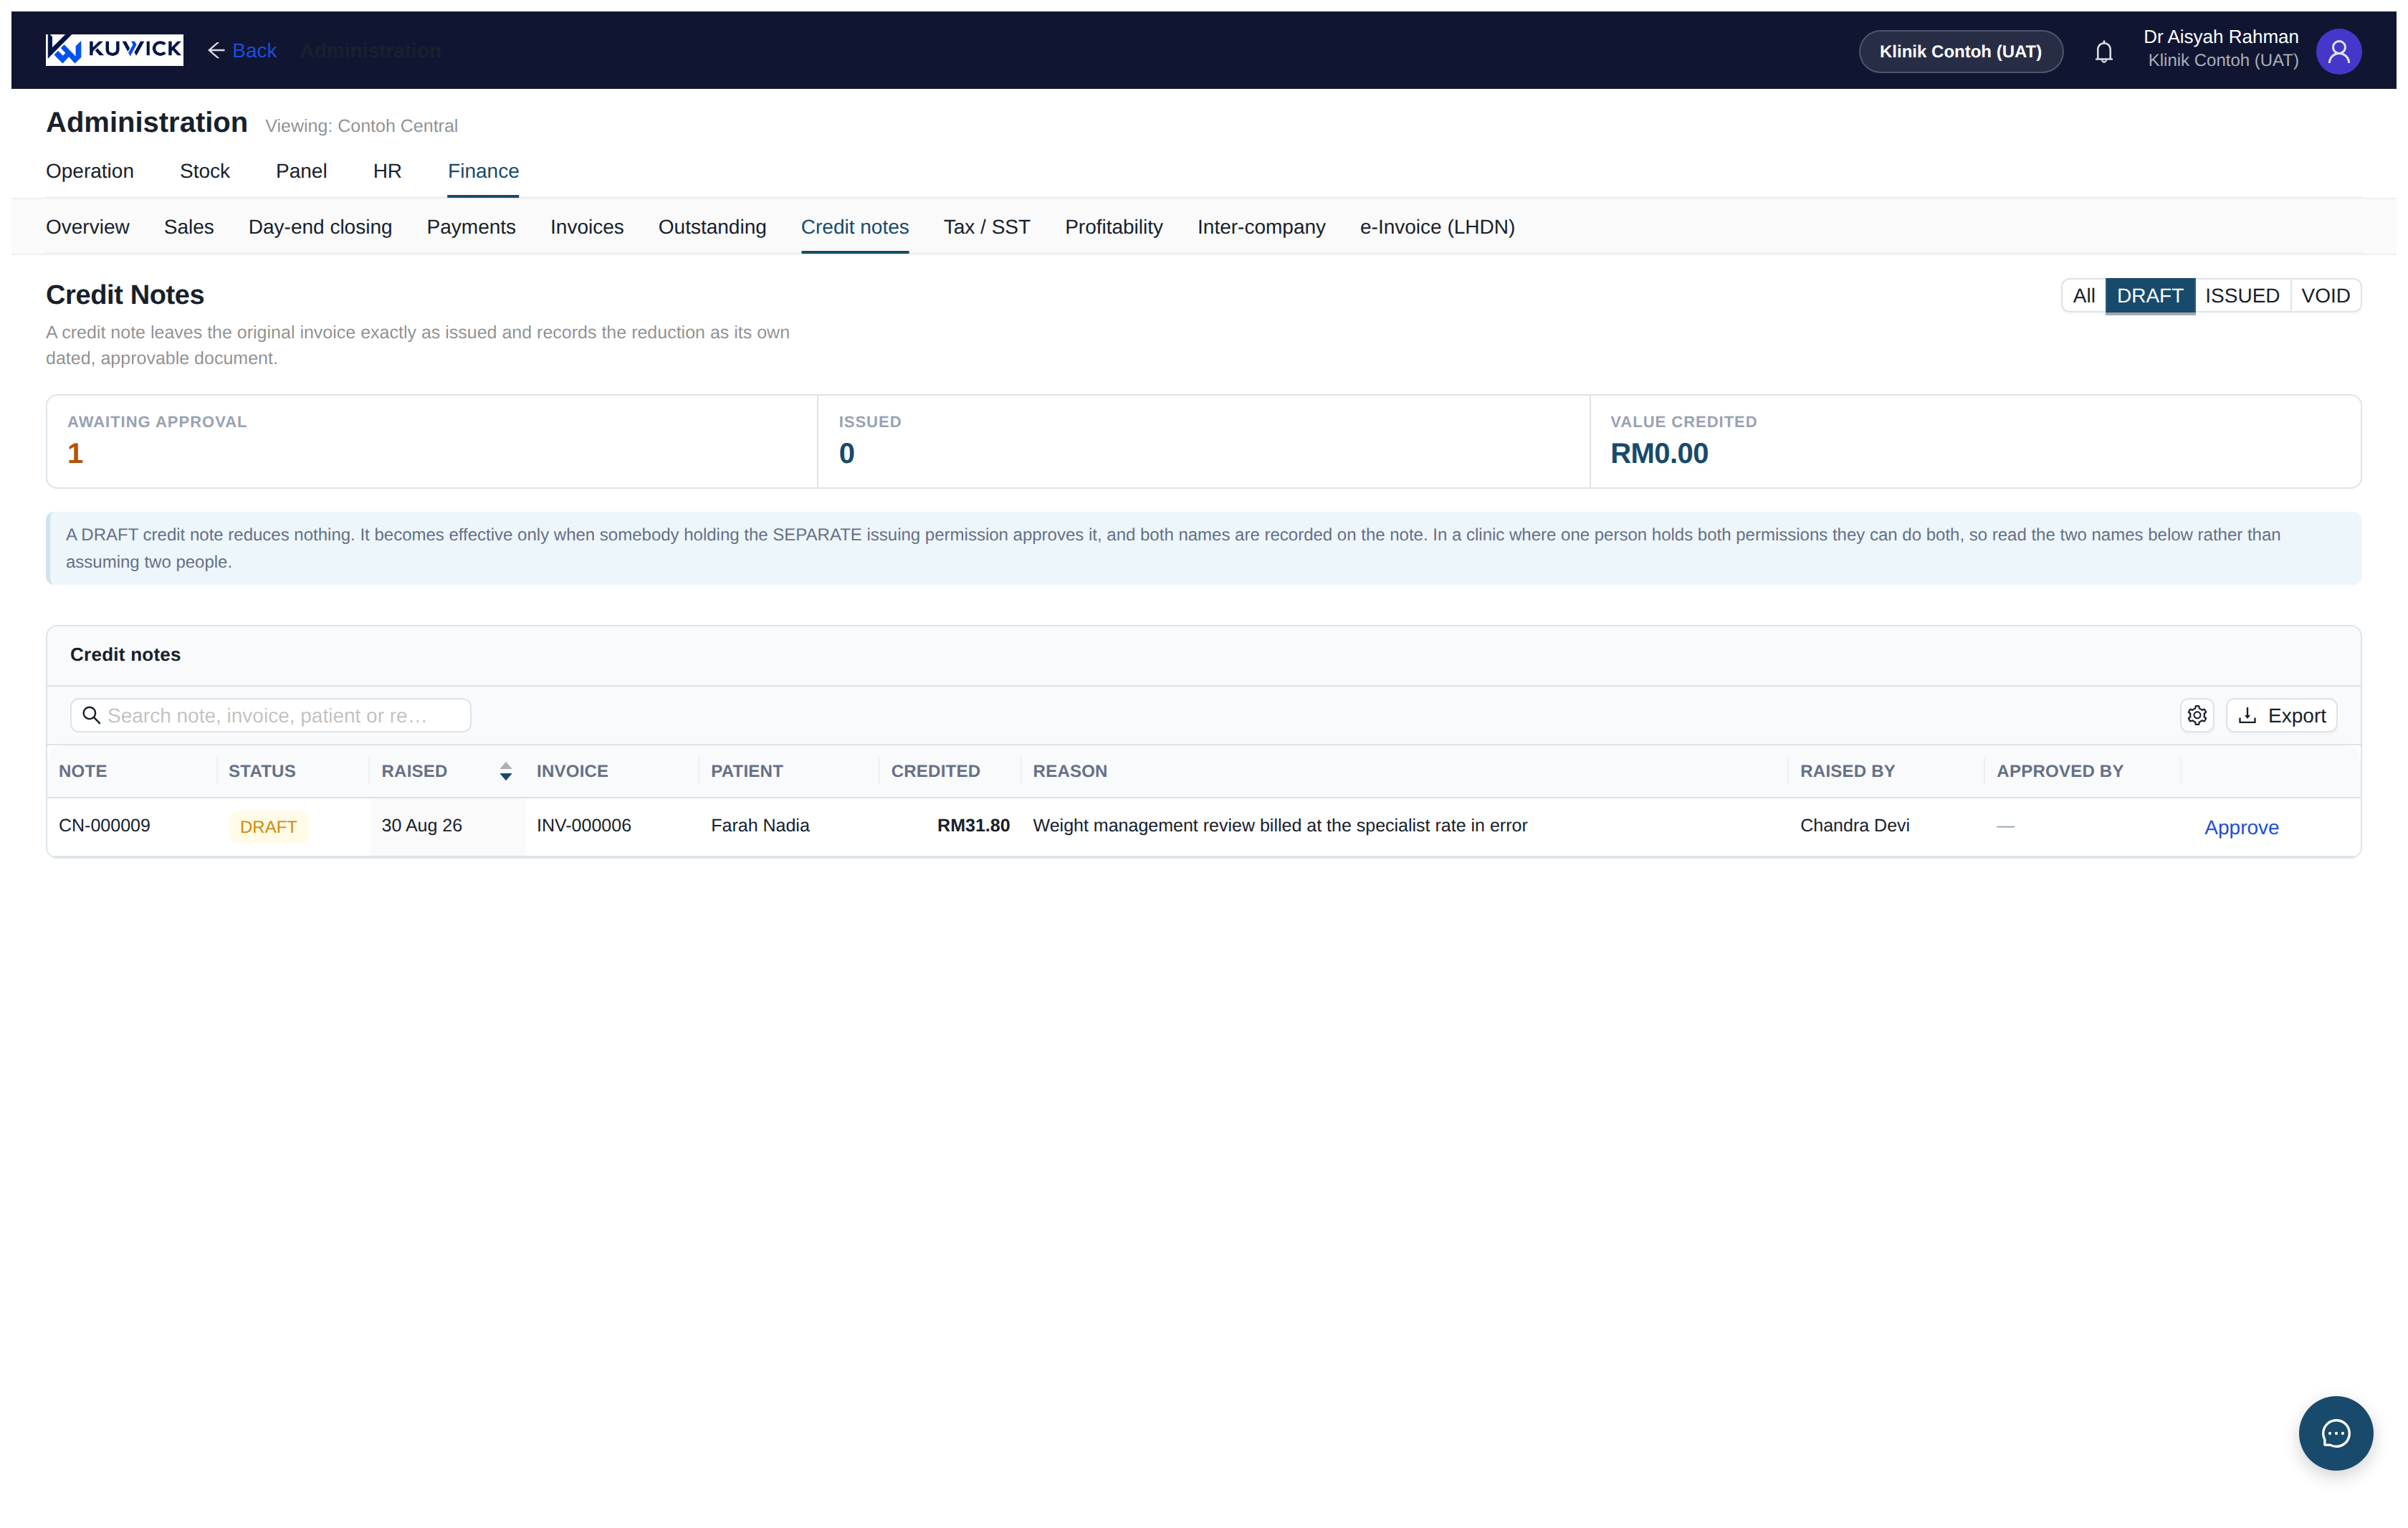 KUWICK
Back
Administration
Klinik Contoh (UAT)
Dr Aisyah Rahman
Klinik Contoh (UAT)
Administration Viewing: Contoh Central
Operation Stock Panel HR Finance
Overview Sales Day-end closing Payments Invoices Outstanding Credit notes Tax / SST Profitability Inter-company e-Invoice (LHDN)
Credit Notes
All DRAFT ISSUED VOID
A credit note leaves the original invoice exactly as issued and records the reduction as its own
dated, approvable document.
AWAITING APPROVAL ISSUED VALUE CREDITED
1 0 RM0.00
A DRAFT credit note reduces nothing. It becomes effective only when somebody holding the SEPARATE issuing permission approves it, and both names are recorded on the note. In a clinic where one person holds both permissions they can do both, so read the two names below rather than
assuming two people.
Credit notes
Search note, invoice, patient or re…
Export
NOTE STATUS RAISED INVOICE PATIENT CREDITED REASON RAISED BY APPROVED BY
CN-000009 DRAFT 30 Aug 26 INV-000006 Farah Nadia RM31.80 Weight management review billed at the specialist rate in error Chandra Devi — Approve